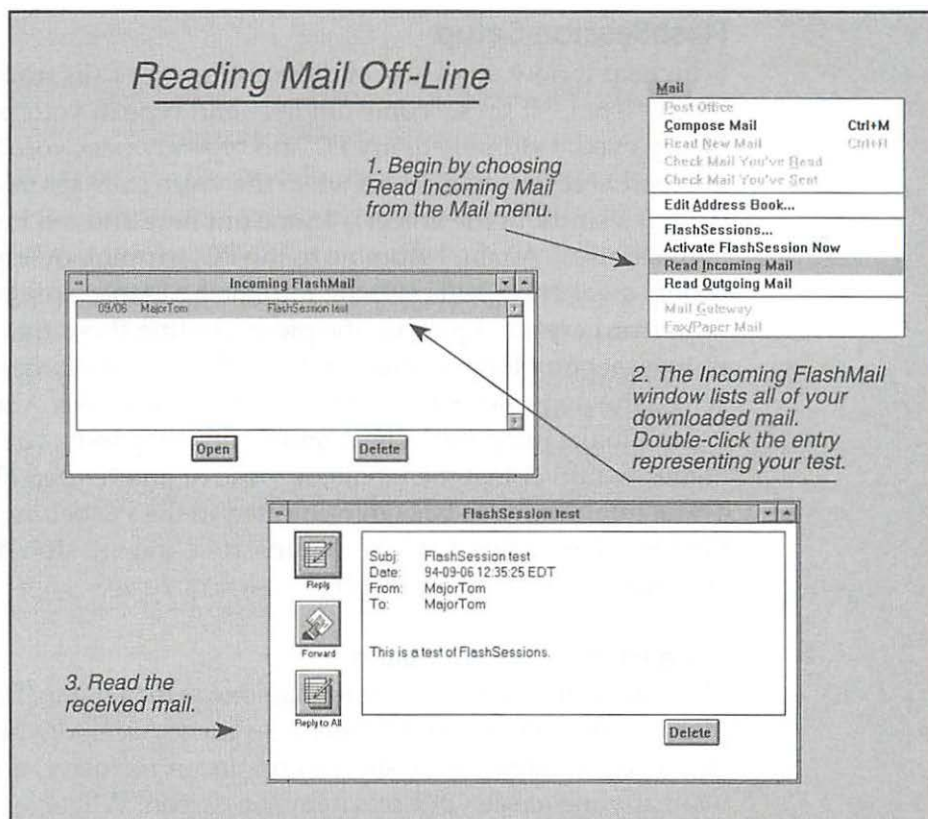 Reading Mail Off-Line
Mail
Post Office
Compose Mail Ctrl+M
Read New Mail Ctrl+R
Check Mail You've Read
Check Mail You've Sent
Edit Address Book...
FlashSessions...
Activate FlashSession Now
Read Incoming Mail
Read Outgoing Mail
Mail Gateway
Fax/Paper Mail
1. Begin by choosing
Read Incoming Mail
from the Mail menu.
Incoming FlashMail
09/06 MajorTom FlashSession test
Open Delete
2. The Incoming FlashMail
window lists all of your
downloaded mail.
Double-click the entry
representing your test.
FlashSession test
Reply
Forward
Reply to All
Subj: FlashSession test
Date: 94-09-06 12:35:25 EDT
From: MajorTom
To: MajorTom
This is a test of FlashSessions.
Delete
3. Read the
received mail.